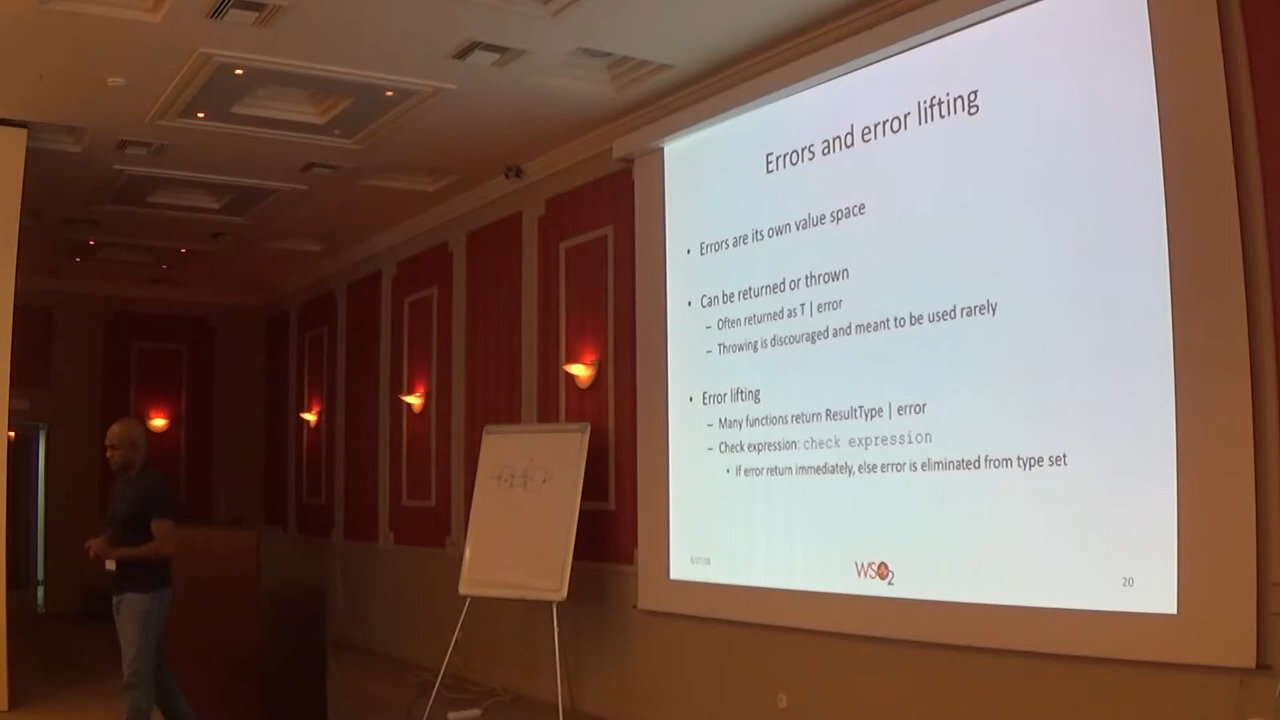 Errors and error lifting
• Errors are its own value space
• Can be returned or thrown
– Often returned as T | error
– Throwing is discouraged and meant to be used rarely
• Error lifting
– Many functions return ResultType | error
– Check expression: check expression
• If error return immediately, else error is eliminated from type set
WSO2
20